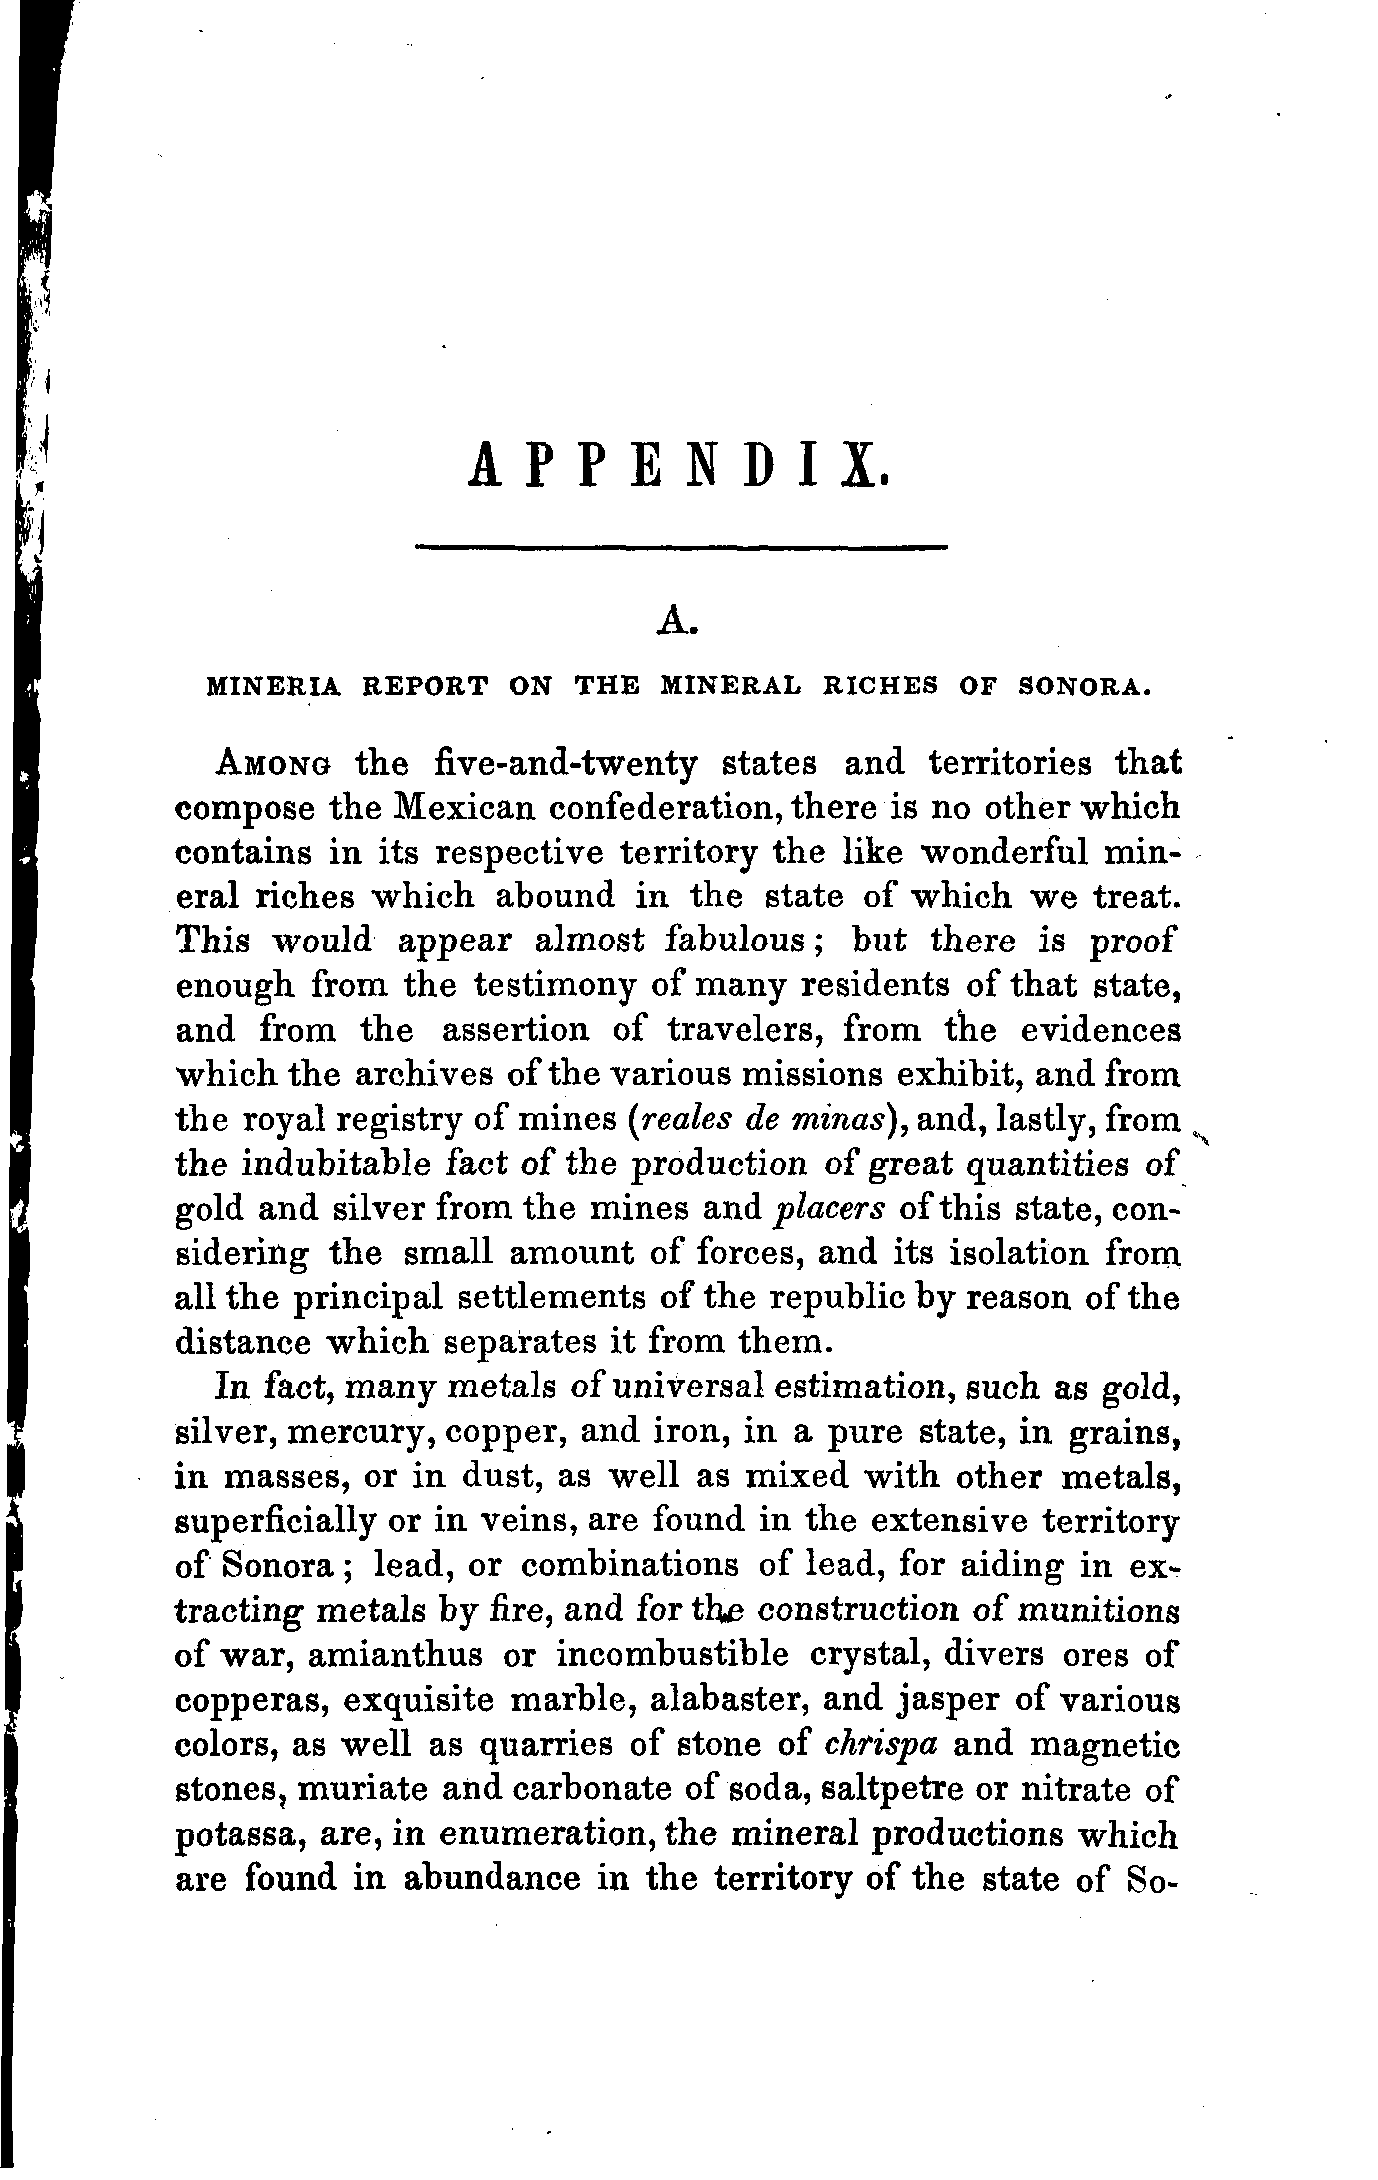 APPENDIX.
A.
MINERIA REPORT ON THE MINERAL RICHES OF SONORA.
AMONG the five-and-twenty states and territories that
compose the Mexican confederation, there is no other which
contains in its respective territory the like wonderful min-
eral riches which abound in the state of which we treat.
This would appear almost fabulous; but there is proof
enough from the testimony of many residents of that state,
and from the assertion of travelers, from the evidences
which the archives of the various missions exhibit, and from
the royal registry of mines (reales de minas), and, lastly, from
the indubitable fact of the production of great quantities of
gold and silver from the mines and placers of this state, con-
sidering the small amount of forces, and its isolation from
all the principal settlements of the republic by reason of the
distance which separates it from them.
In fact, many metals of universal estimation, such as gold,
silver, mercury, copper, and iron, in a pure state, in grains,
in masses, or in dust, as well as mixed with other metals,
superficially or in veins, are found in the extensive territory
of Sonora; lead, or combinations of lead, for aiding in ex-
tracting metals by fire, and for the construction of munitions
of war, amianthus or incombustible crystal, divers ores of
copperas, exquisite marble, alabaster, and jasper of various
colors, as well as quarries of stone of chrispa and magnetic
stones, muriate and carbonate of soda, saltpetre or nitrate of
potassa, are, in enumeration, the mineral productions which
are found in abundance in the territory of the state of So-